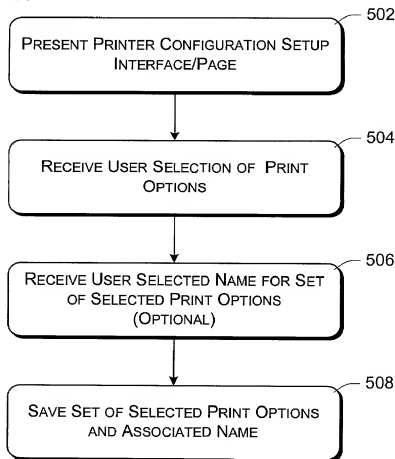 502
PRESENT PRINTER CONFIGURATION SETUP
INTERFACE/PAGE
504
RECEIVE USER SELECTION OF PRINT
OPTIONS
506
RECEIVE USER SELECTED NAME FOR SET
OF SELECTED PRINT OPTIONS
(OPTIONAL)
508
SAVE SET OF SELECTED PRINT OPTIONS
AND ASSOCIATED NAME